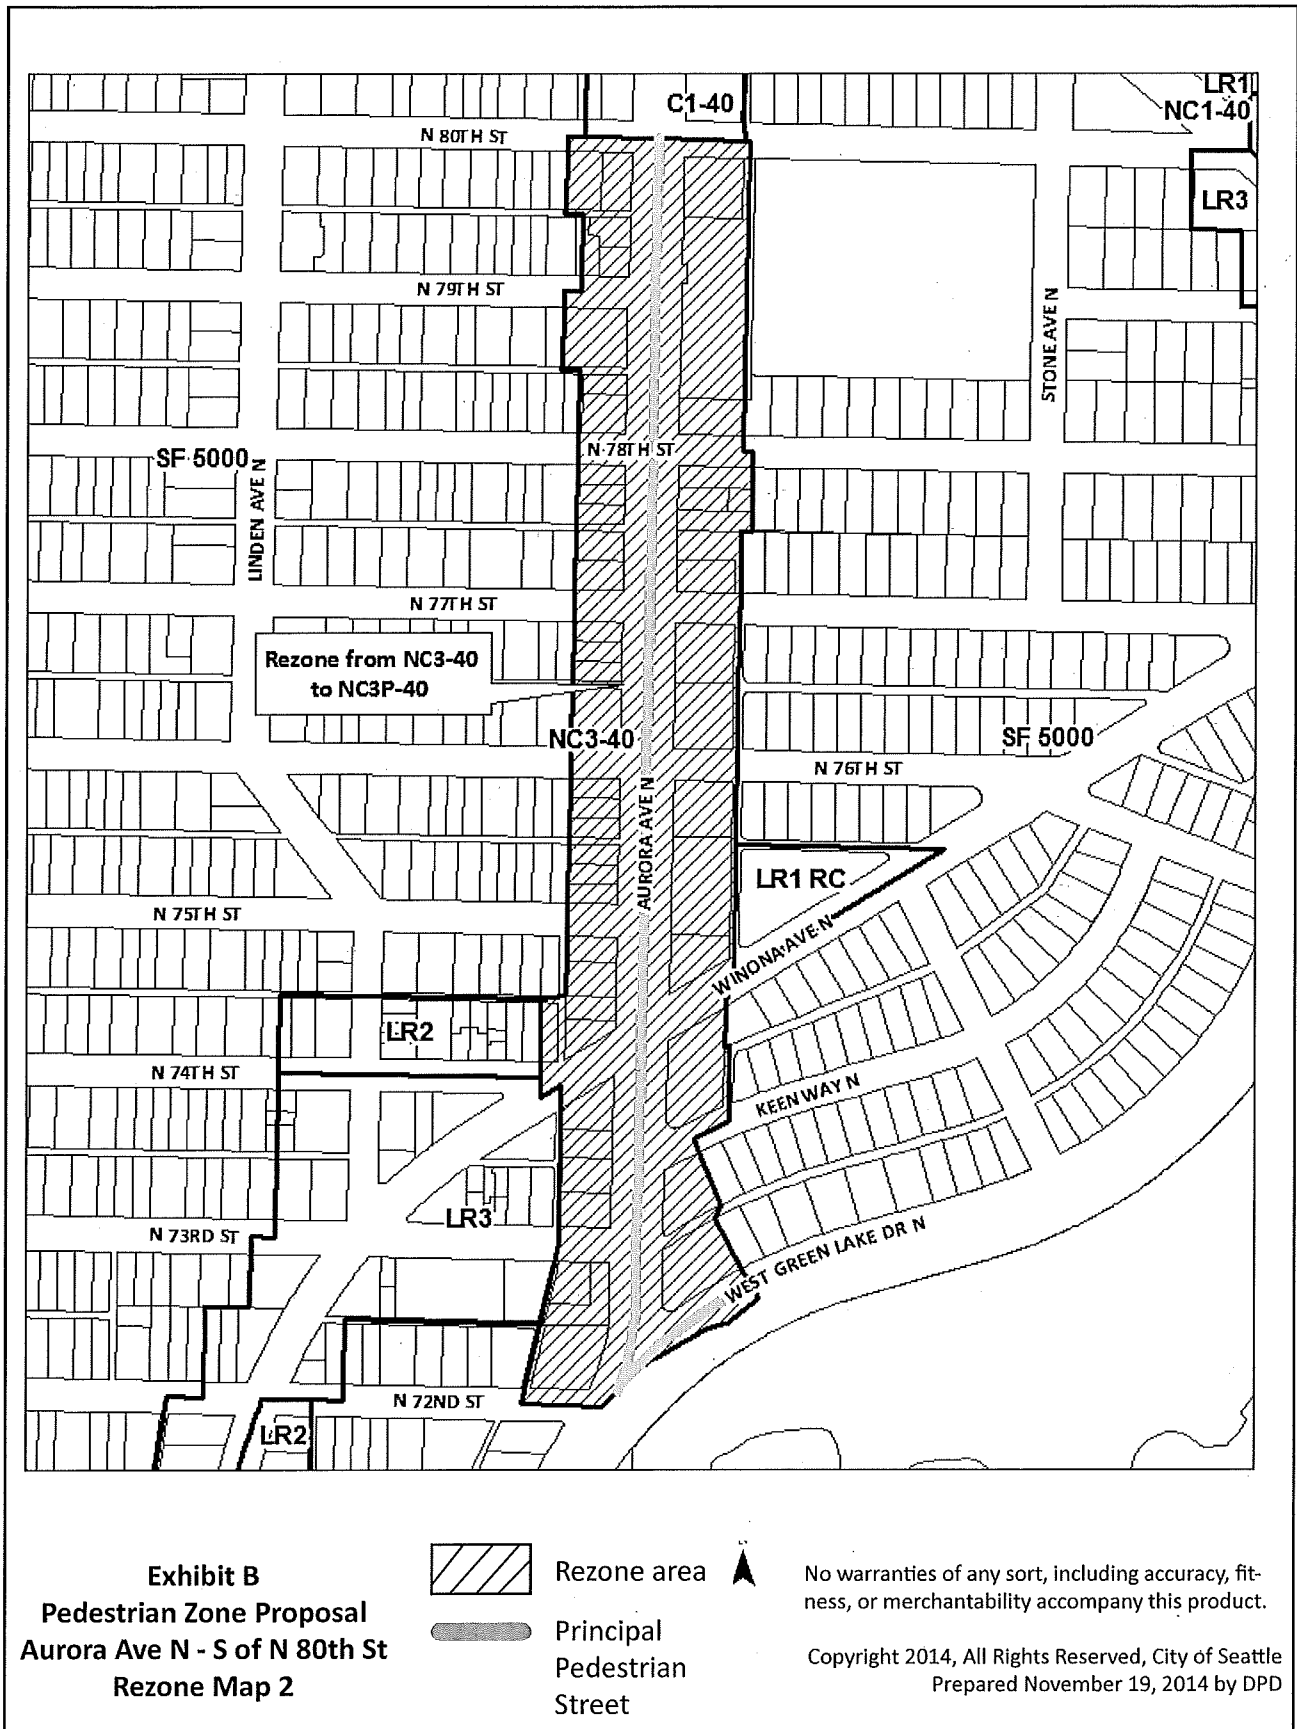 C1-40
LR1
NC1-40
N 80TH ST
LR3
N 79TH ST
STONE AVE N
N 78TH ST
SF 5000
LINDEN AVE N
N 77TH ST
Rezone from NC3-40
to NC3P-40
NC3-40
SF 5000
N 76TH ST
AURORA AVE N
LR1 RC
N 75TH ST
WINONA AVE N
LR2
N 74TH ST
KEEN WAY N
LR3
N 73RD ST
WEST GREEN LAKE DR N
N 72ND ST
LR2
Exhibit B
Pedestrian Zone Proposal
Aurora Ave N - S of N 80th St
Rezone Map 2
Rezone area
Principal
Pedestrian
Street
No warranties of any sort, including accuracy, fit-
ness, or merchantability accompany this product.
Copyright 2014, All Rights Reserved, City of Seattle
Prepared November 19, 2014 by DPD